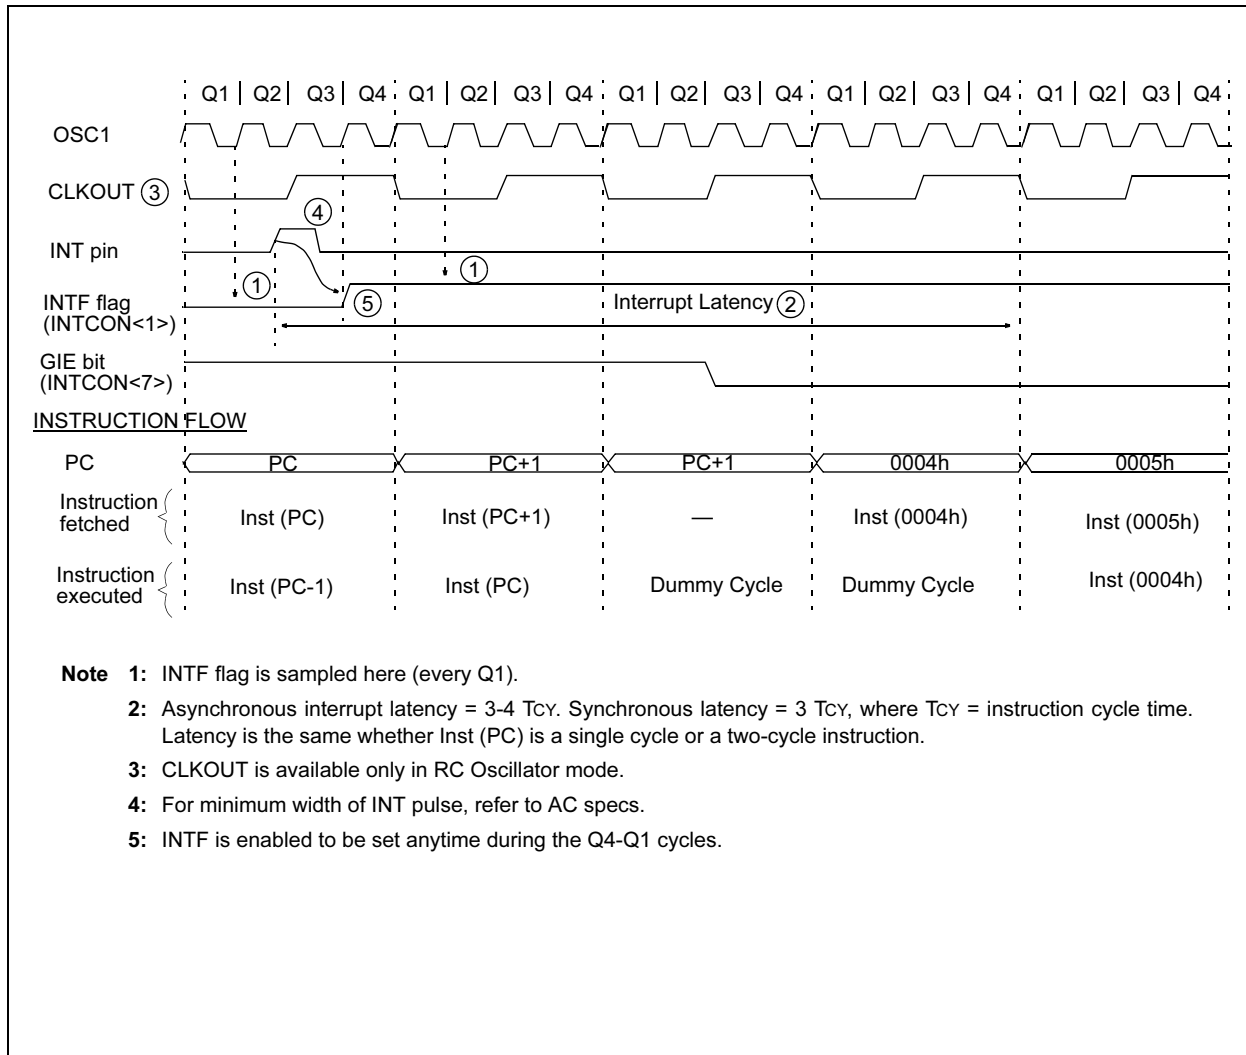 Q1 | Q2 | Q3 | Q4 Q1 | Q2 | Q3 | Q4 Q1 | Q2 | Q3 | Q4 Q1 | Q2 | Q3 | Q4 Q1 | Q2 | Q3 | Q4
OSC1
CLKOUT 3
4
INT pin
1
1
INTF flag
(INTCON<1>)
5
Interrupt Latency 2
GIE bit
(INTCON<7>)
INSTRUCTION FLOW
PC PC PC+1 PC+1 0004h 0005h
Instruction
fetched
Inst (PC) Inst (PC+1) — Inst (0004h) Inst (0005h)
Instruction
executed
Inst (PC-1) Inst (PC) Dummy Cycle Dummy Cycle Inst (0004h)
Note 1: INTF flag is sampled here (every Q1).
2: Asynchronous interrupt latency = 3-4 TCY. Synchronous latency = 3 TCY, where TCY = instruction cycle time.
Latency is the same whether Inst (PC) is a single cycle or a two-cycle instruction.
3: CLKOUT is available only in RC Oscillator mode.
4: For minimum width of INT pulse, refer to AC specs.
5: INTF is enabled to be set anytime during the Q4-Q1 cycles.